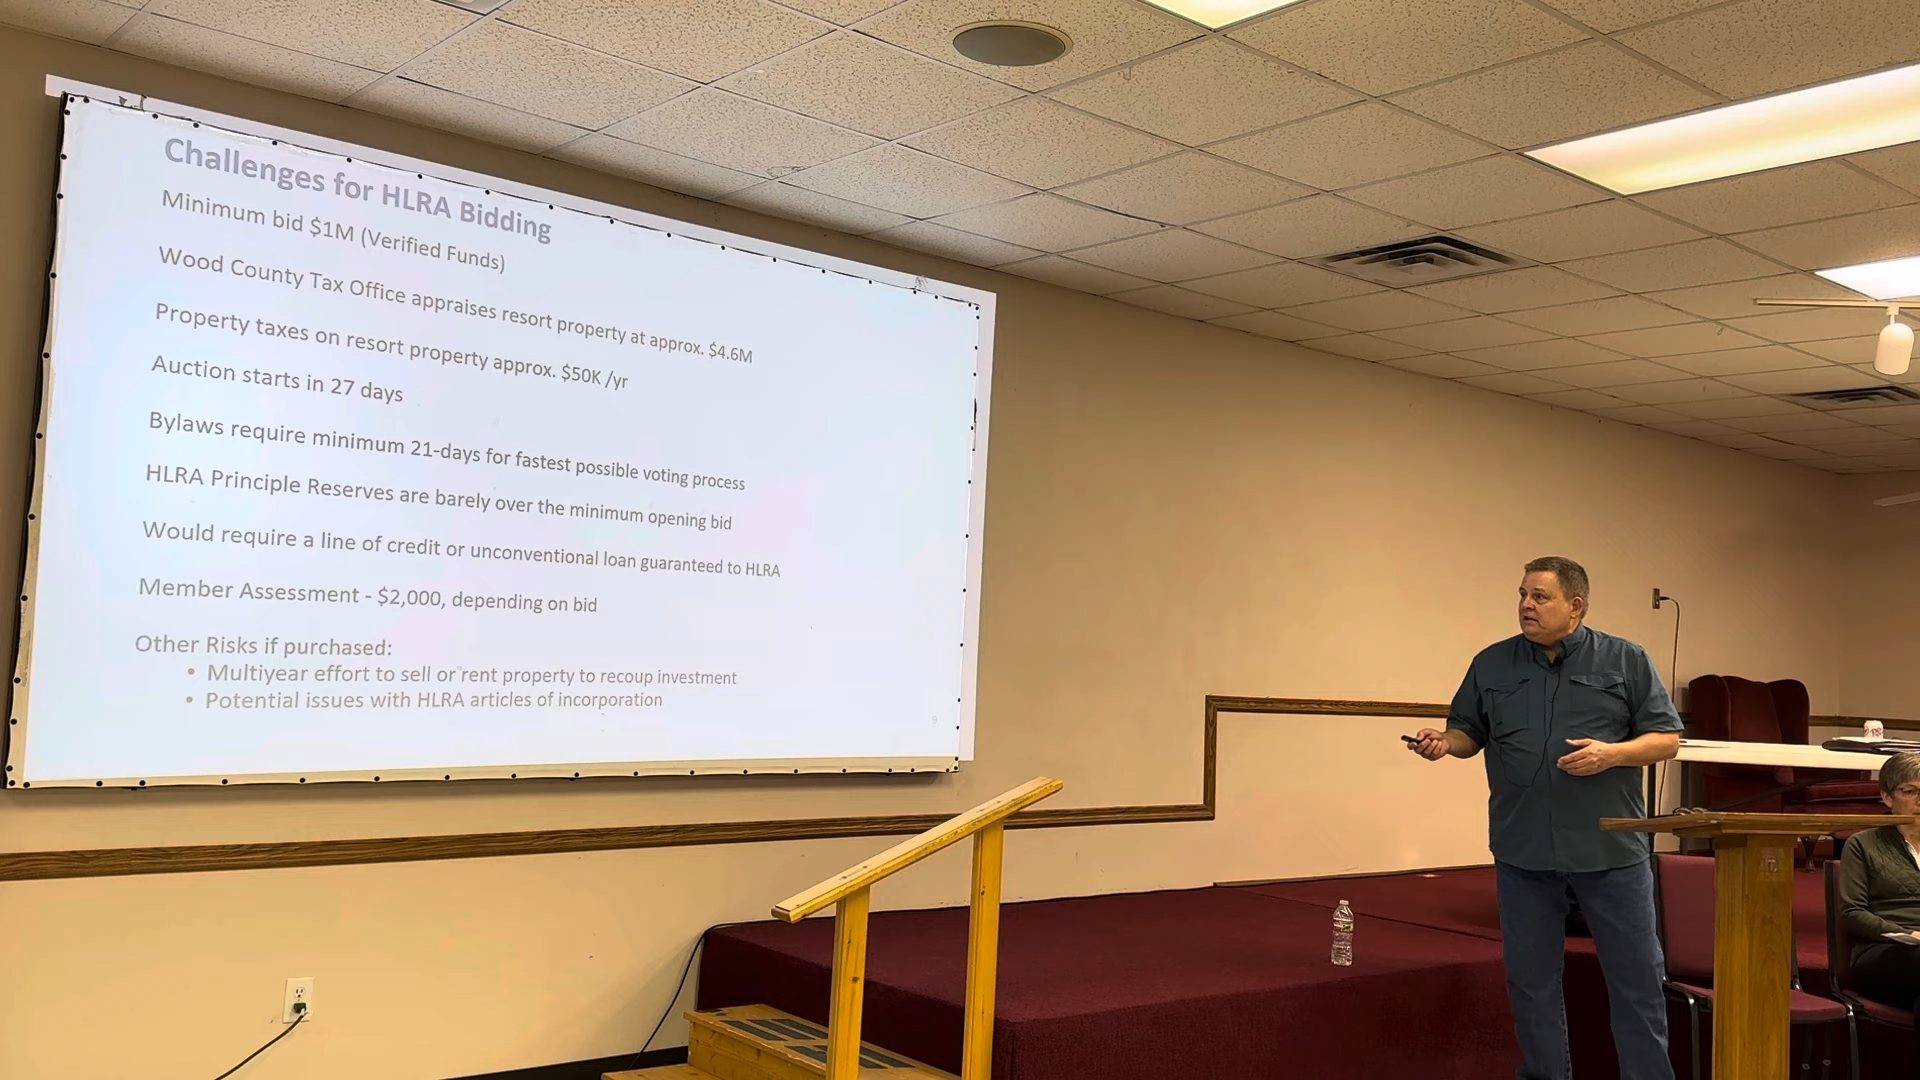 Challenges for HLRA Bidding
Minimum bid $1M (Verified Funds)
Wood County Tax Office appraises resort property at approx. $4.6M
Property taxes on resort property approx. $50K /yr
Auction starts in 27 days
Bylaws require minimum 21-days for fastest possible voting process
HLRA Principle Reserves are barely over the minimum opening bid
Would require a line of credit or unconventional loan guaranteed to HLRA
Member Assessment - $2,000, depending on bid
Other Risks if purchased:
• Multiyear effort to sell or rent property to recoup investment
• Potential issues with HLRA articles of incorporation
9